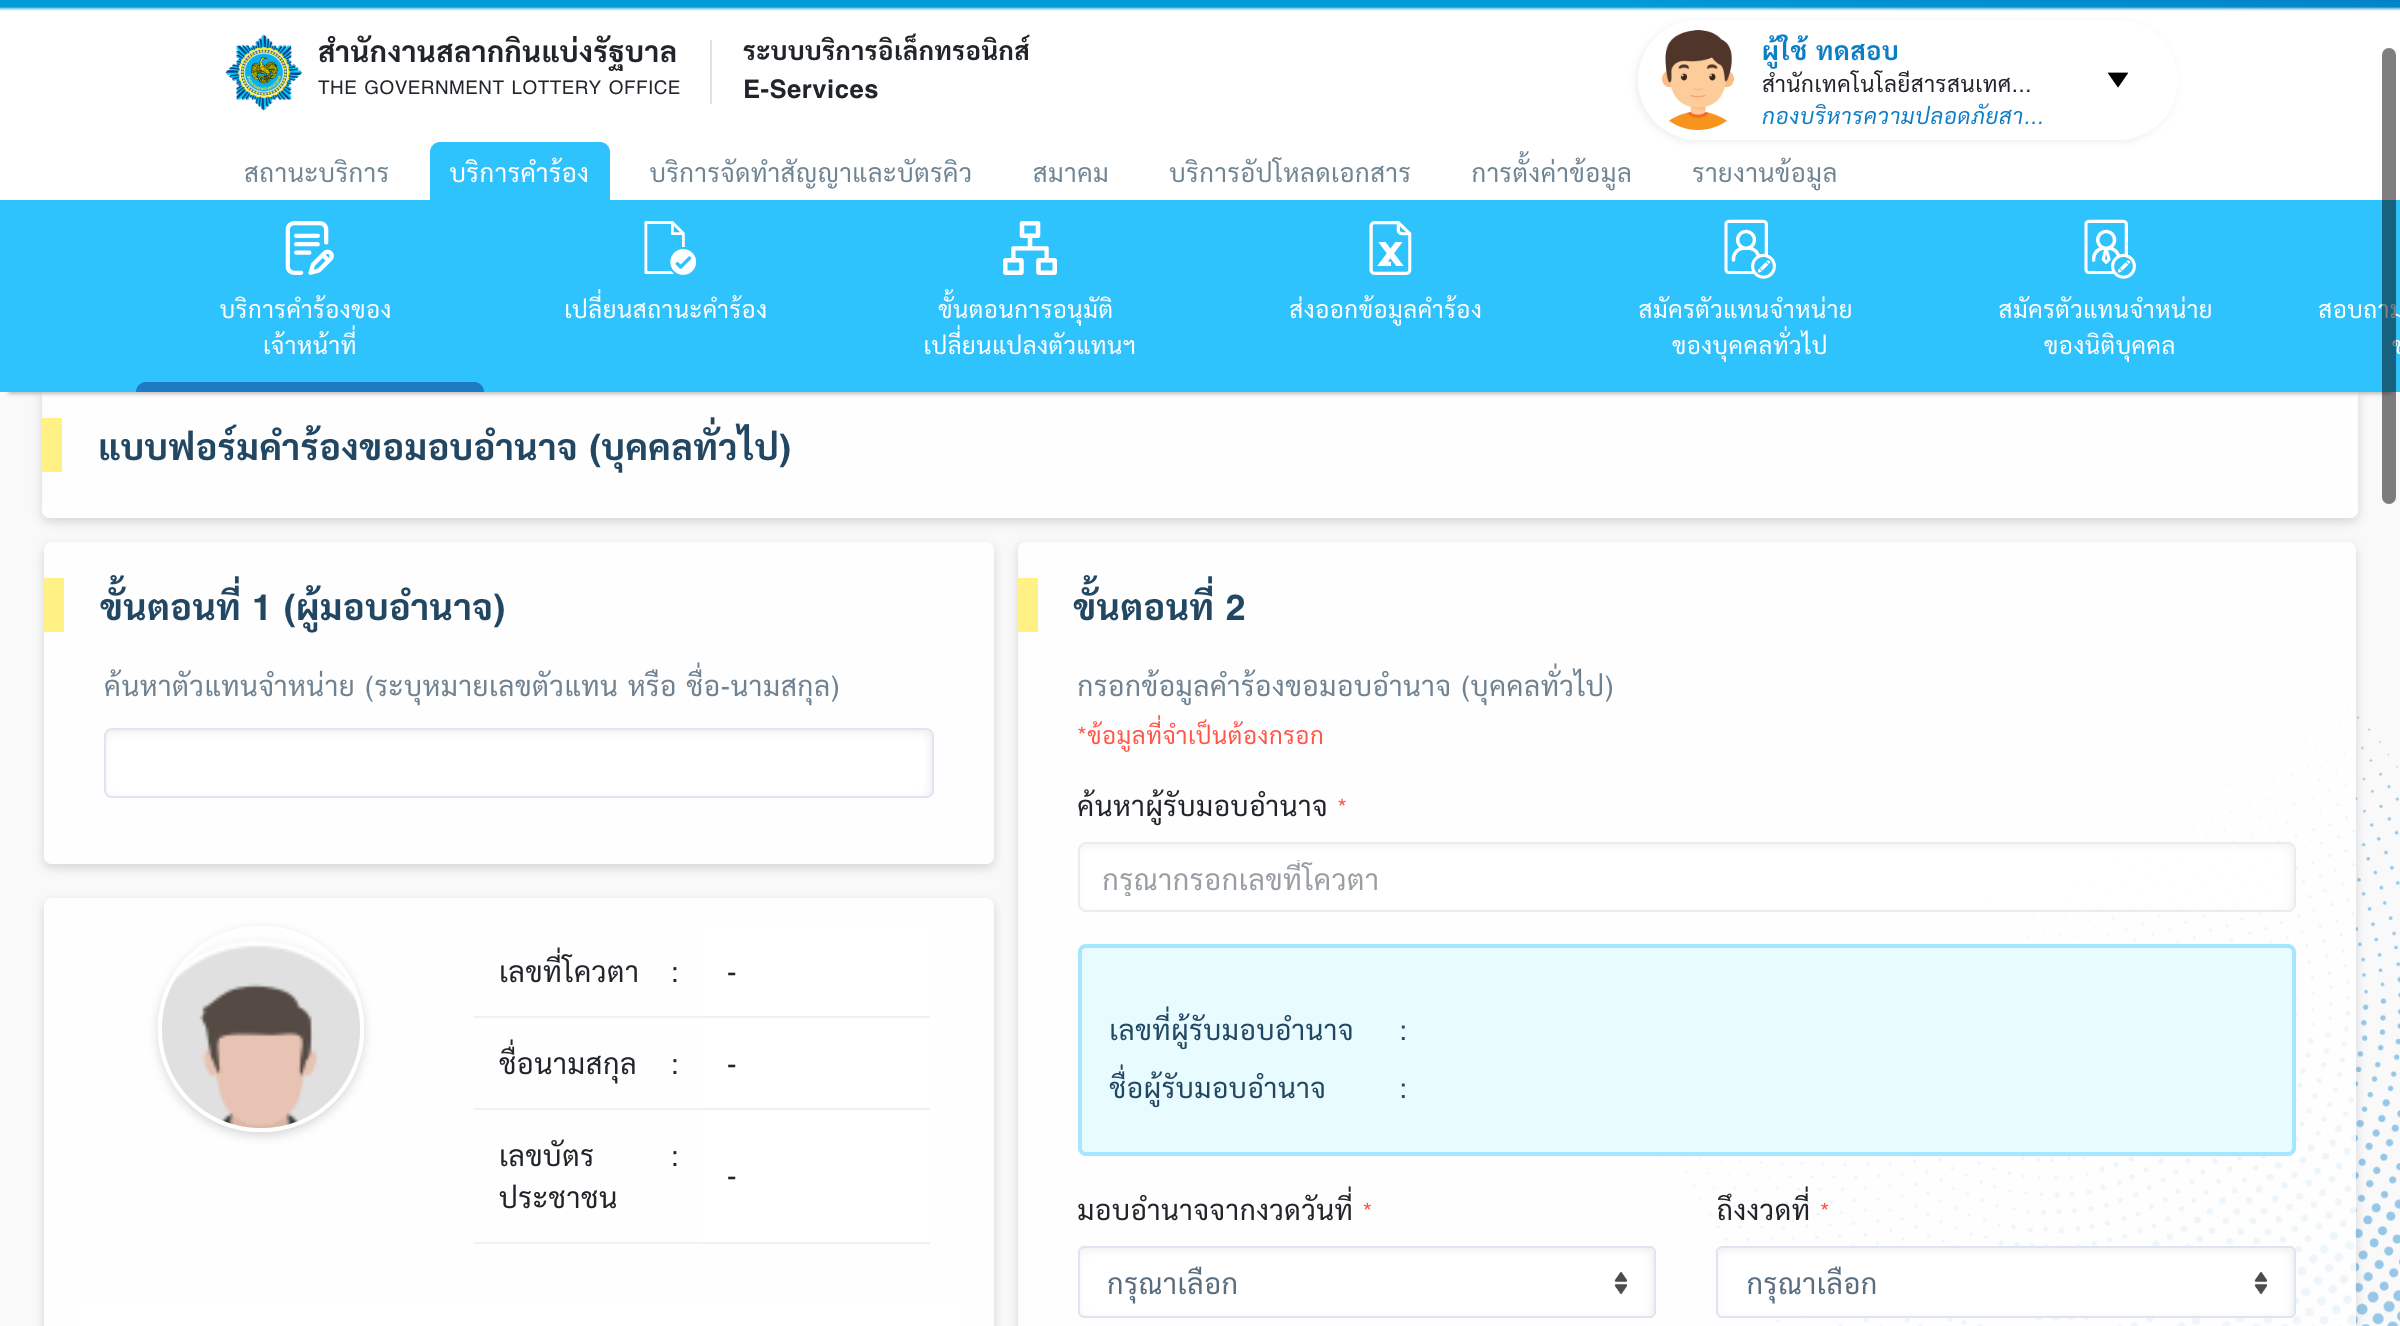 สำนักงานสลากกินแบ่งรัฐบาล
THE GOVERNMENT LOTTERY OFFICE
ระบบบริการอิเล็กทรอนิกส์
E-Services
ผู้ใช้ ทดสอบ
สำนักเทคโนโลยีสารสนเทศ...
กองบริหารความปลอดภัยสา...
สถานะบริการ
บริการคำร้อง
บริการจัดทำสัญญาและบัตรคิว
สมาคม
บริการอัปโหลดเอกสาร
การตั้งค่าข้อมูล
รายงานข้อมูล
บริการคำร้องของ
เจ้าหน้าที่
เปลี่ยนสถานะคำร้อง
ขั้นตอนการอนุมัติ
เปลี่ยนแปลงตัวแทนฯ
ส่งออกข้อมูลคำร้อง
สมัครตัวแทนจำหน่าย
ของบุคคลทั่วไป
สมัครตัวแทนจำหน่าย
ของนิติบุคคล
แบบฟอร์มคำร้องขอมอบอำนาจ (บุคคลทั่วไป)
ขั้นตอนที่ 1 (ผู้มอบอำนาจ)
ค้นหาตัวแทนจำหน่าย (ระบุหมายเลขตัวแทน หรือ ชื่อ-นามสกุล)
เลขที่โควตา : -
ชื่อนามสกุล : -
เลขบัตร : -
ประชาชน
ขั้นตอนที่ 2
กรอกข้อมูลคำร้องขอมอบอำนาจ (บุคคลทั่วไป)
*ข้อมูลที่จำเป็นต้องกรอก
ค้นหาผู้รับมอบอำนาจ *
กรุณากรอกเลขที่โควตา
เลขที่ผู้รับมอบอำนาจ :
ชื่อผู้รับมอบอำนาจ :
มอบอำนาจจากงวดวันที่ *
กรุณาเลือก
ถึงงวดที่ *
กรุณาเลือก